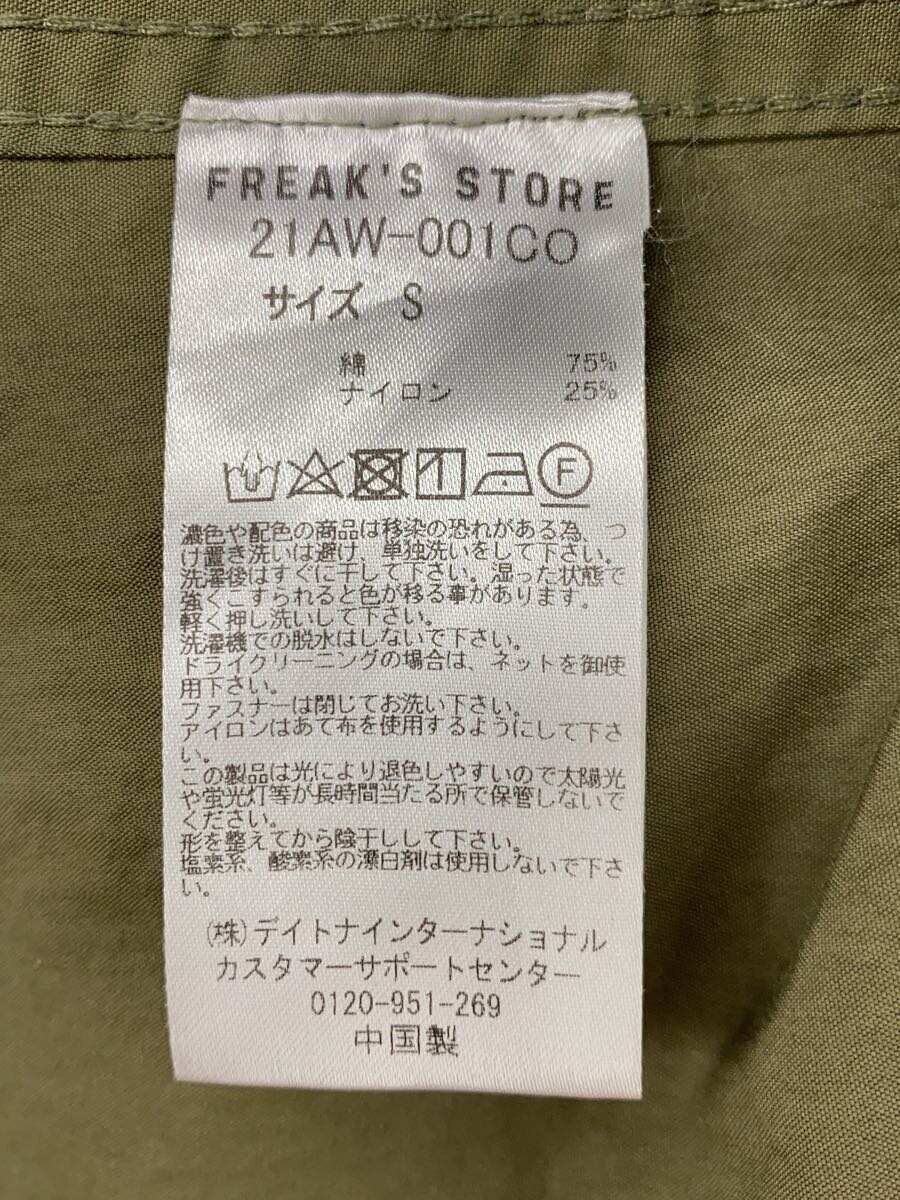 FREAK'S STORE
21AW-001CO
サイズ S
綿 75%
ナイロン 25%
F
濃色や配色の商品は移染の恐れがある為、つ
け置き洗いは避け、単独洗いをして下さい。
洗濯後はすぐに干して下さい。湿った状態で
強くこすられると色が移る事があります。
軽く押し洗いして下さい。
洗濯機での脱水はしないで下さい。
ドライクリーニングの場合は、ネットを御使
用下さい。
ファスナーは閉じてお洗い下さい。
アイロンはあて布を使用するようにして下さ
い。
この製品は光により退色しやすいので太陽光
や蛍光灯等が長時間当たる所で保管しないで
ください。
形を整えてから陰干しして下さい。
塩素系、酸素系の漂白剤は使用しないで下さ
い。
(株)デイトナインターナショナル
カスタマーサポートセンター
0120-951-269
中国製